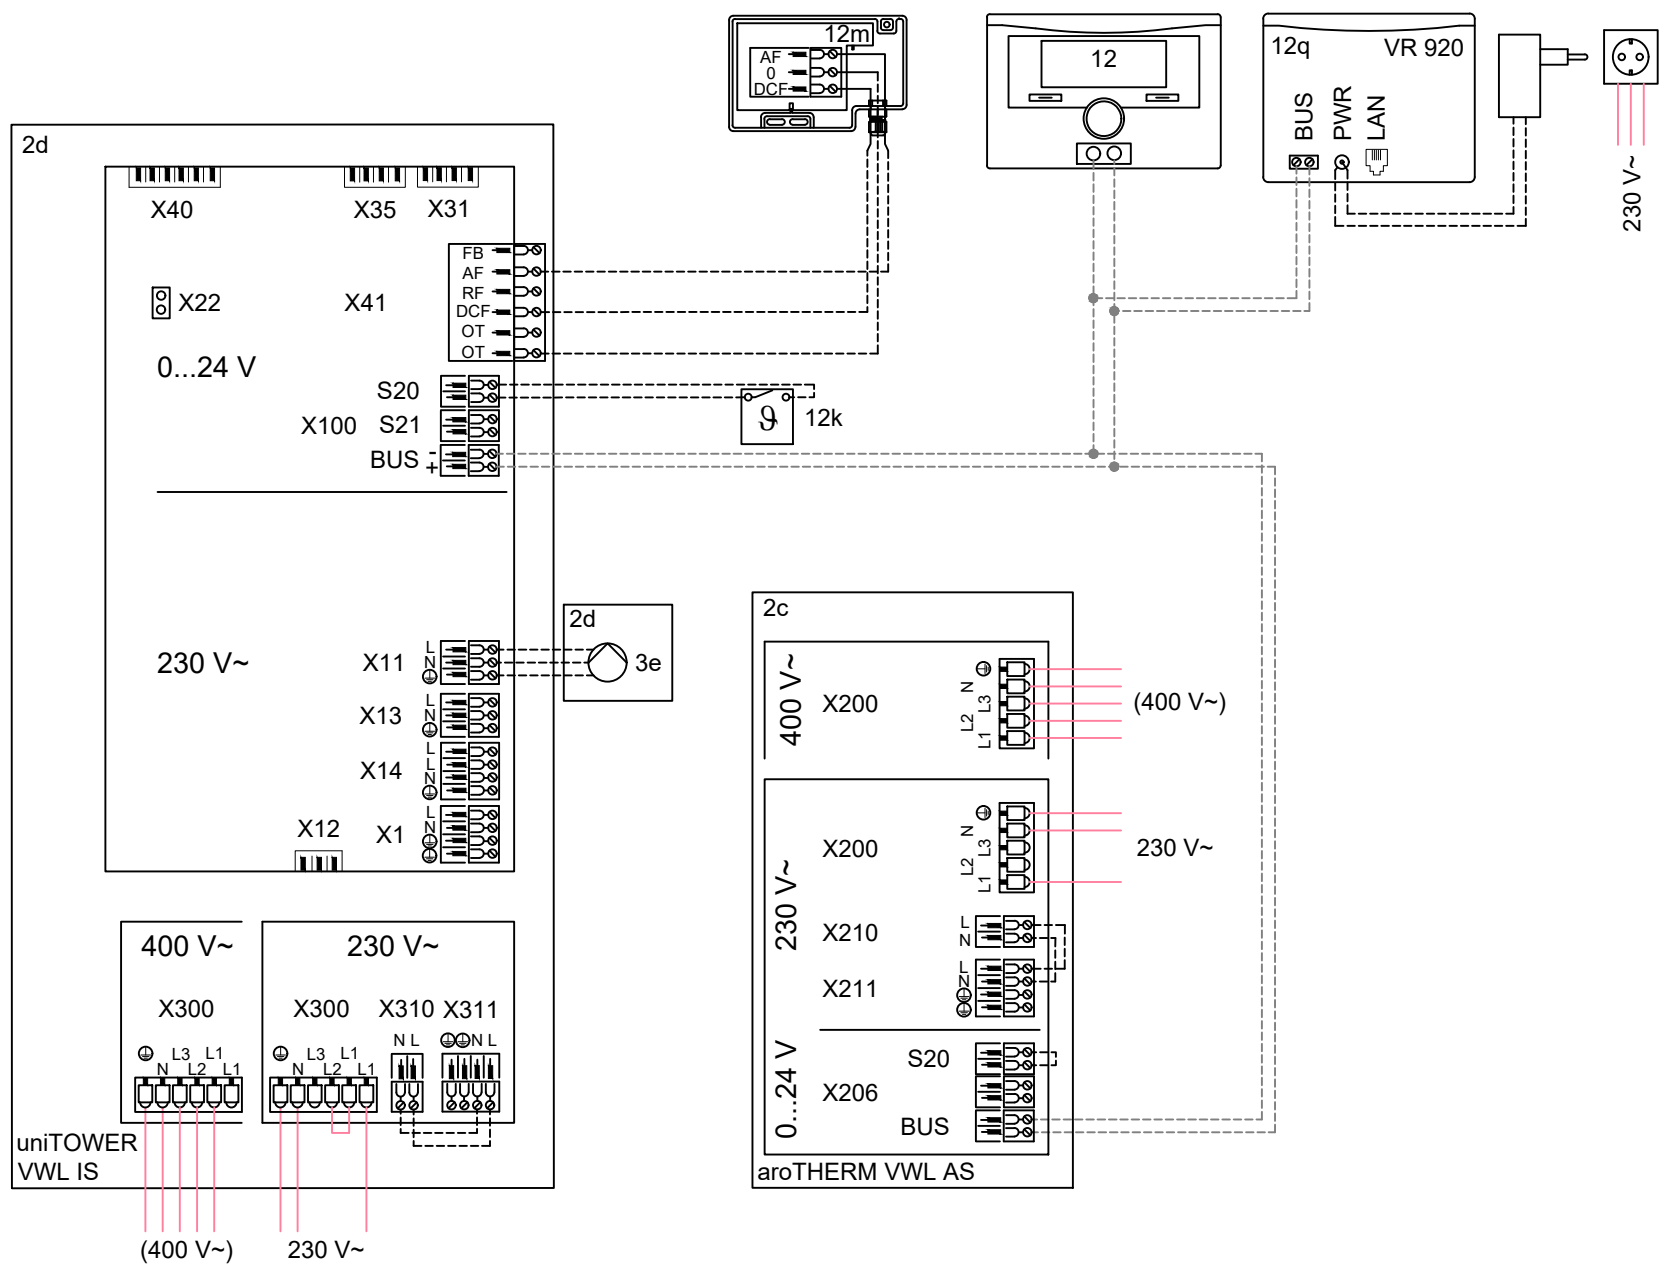 12m
AF
0
DCF
12
12q
VR 920
BUS
PWR
LAN
230 V~
2d
X40
X35
X31
X22
X41
FB
AF
RF
DCF
OT
OT
0...24 V
S20
X100
S21
BUS
-
+
12k
ϑ
230 V~
X11
L
N
2d
3e
X13
L
N
X14
L
L
N
X12
X1
L
N
400 V~
X300
L3
L1
N
L2
L1
230 V~
X300
X310
X311
L3
L1
N
L2
L1
N L
N L
uniTOWER
VWL IS
(400 V~)
230 V~
2c
400 V~
X200
N
L3
L2
L1
(400 V~)
230 V~
X200
N
L3
L2
L1
230 V~
X210
L
N
X211
L
N
0...24 V
S20
X206
BUS
aroTHERM VWL AS